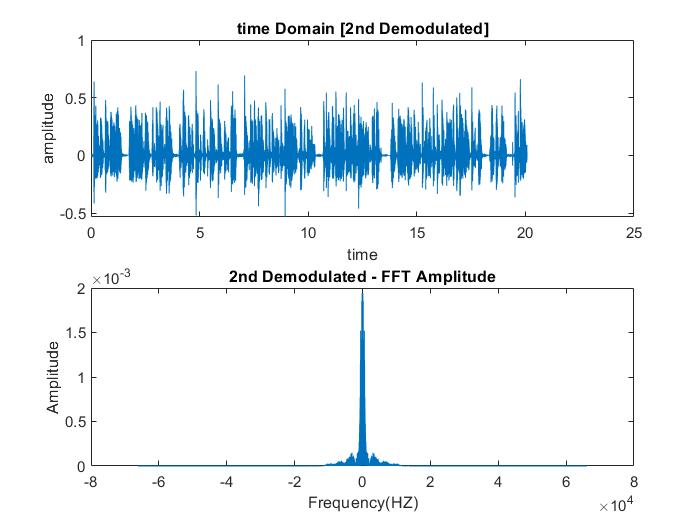 time Domain [2nd Demodulated]
1
0.5
0
-0.5
amplitude
0 5 10 15 20 25
time
×10-3
2nd Demodulated - FFT Amplitude
2
1.5
1
0.5
0
Amplitude
-8 -6 -4 -2 0 2 4 6 8
Frequency(HZ)
×104